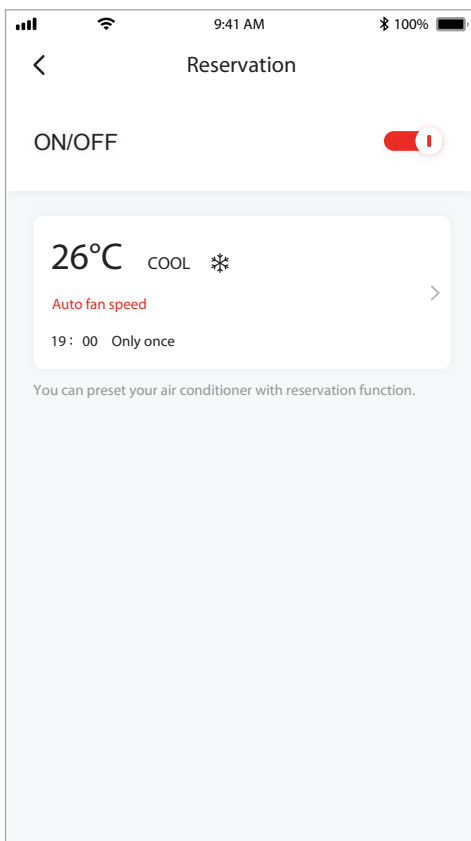 9:41 AM 100%
Reservation
ON/OFF
26°C COOL
Auto fan speed
19： 00 Only once
You can preset your air conditioner with reservation function.